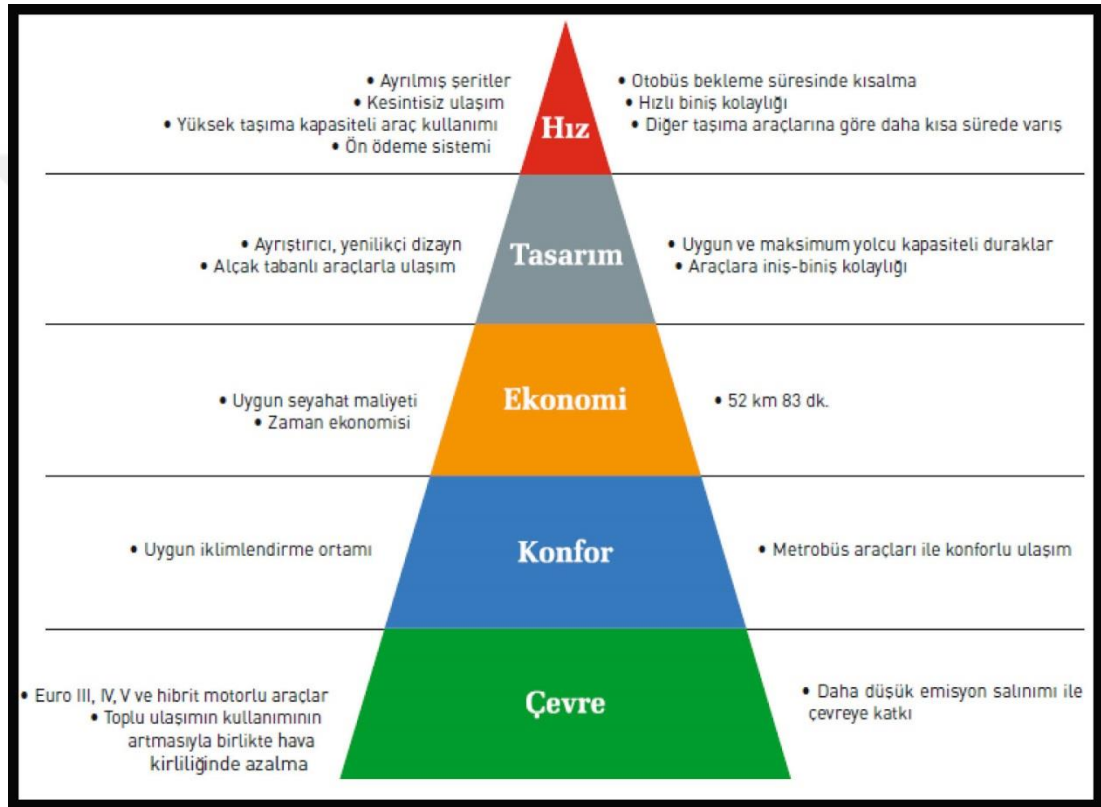 • Ayrılmış şeritler
• Kesintisiz ulaşım
• Yüksek taşıma kapasiteli araç kullanımı
• Ön ödeme sistemi
Hız
• Otobüs bekleme süresinde kısalma
• Hızlı biniş kolaylığı
• Diğer taşıma araçlarına göre daha kısa sürede varış
• Ayrıştırıcı, yenilikçi dizayn
• Alçak tabanlı araçlarla ulaşım
Tasarım
• Uygun ve maksimum yolcu kapasiteli duraklar
• Araçlara iniş-biniş kolaylığı
• Uygun seyahat maliyeti
• Zaman ekonomisi
Ekonomi
• 52 km 83 dk.
• Uygun iklimlendirme ortamı
Konfor
• Metrobüs araçları ile konforlu ulaşım
• Euro III, IV, V ve hibrit motorlu araçlar
• Toplu ulaşımın kullanımının
artmasıyla birlikte hava
kirliliğinde azalma
Çevre
• Daha düşük emisyon salınımı ile
çevreye katkı